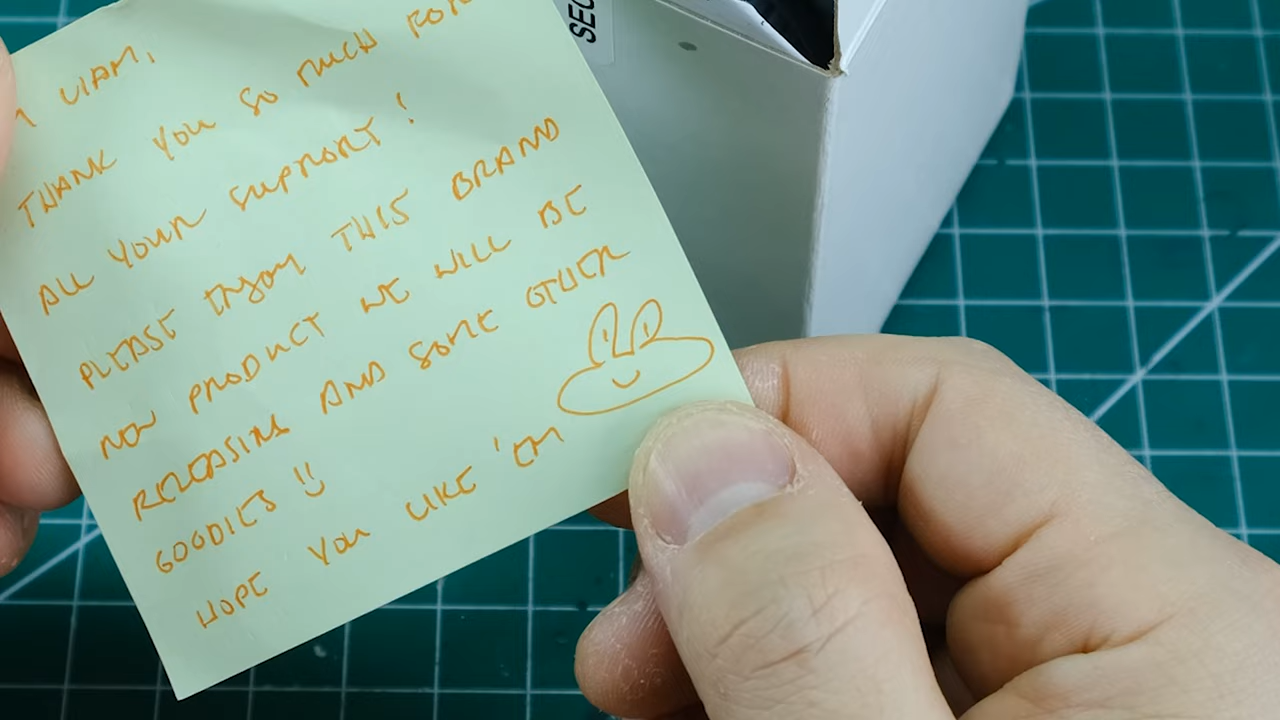 LIAM,
THANK YOU SO MUCH FOR
ALL YOUR SUPPORT!
PLEASE ENJOY THIS BRAND
NEW PRODUCT WE WILL BE
RELEASING AND SOME OTHER
GOODIES !!
HOPE YOU LIKE 'EM
SEC